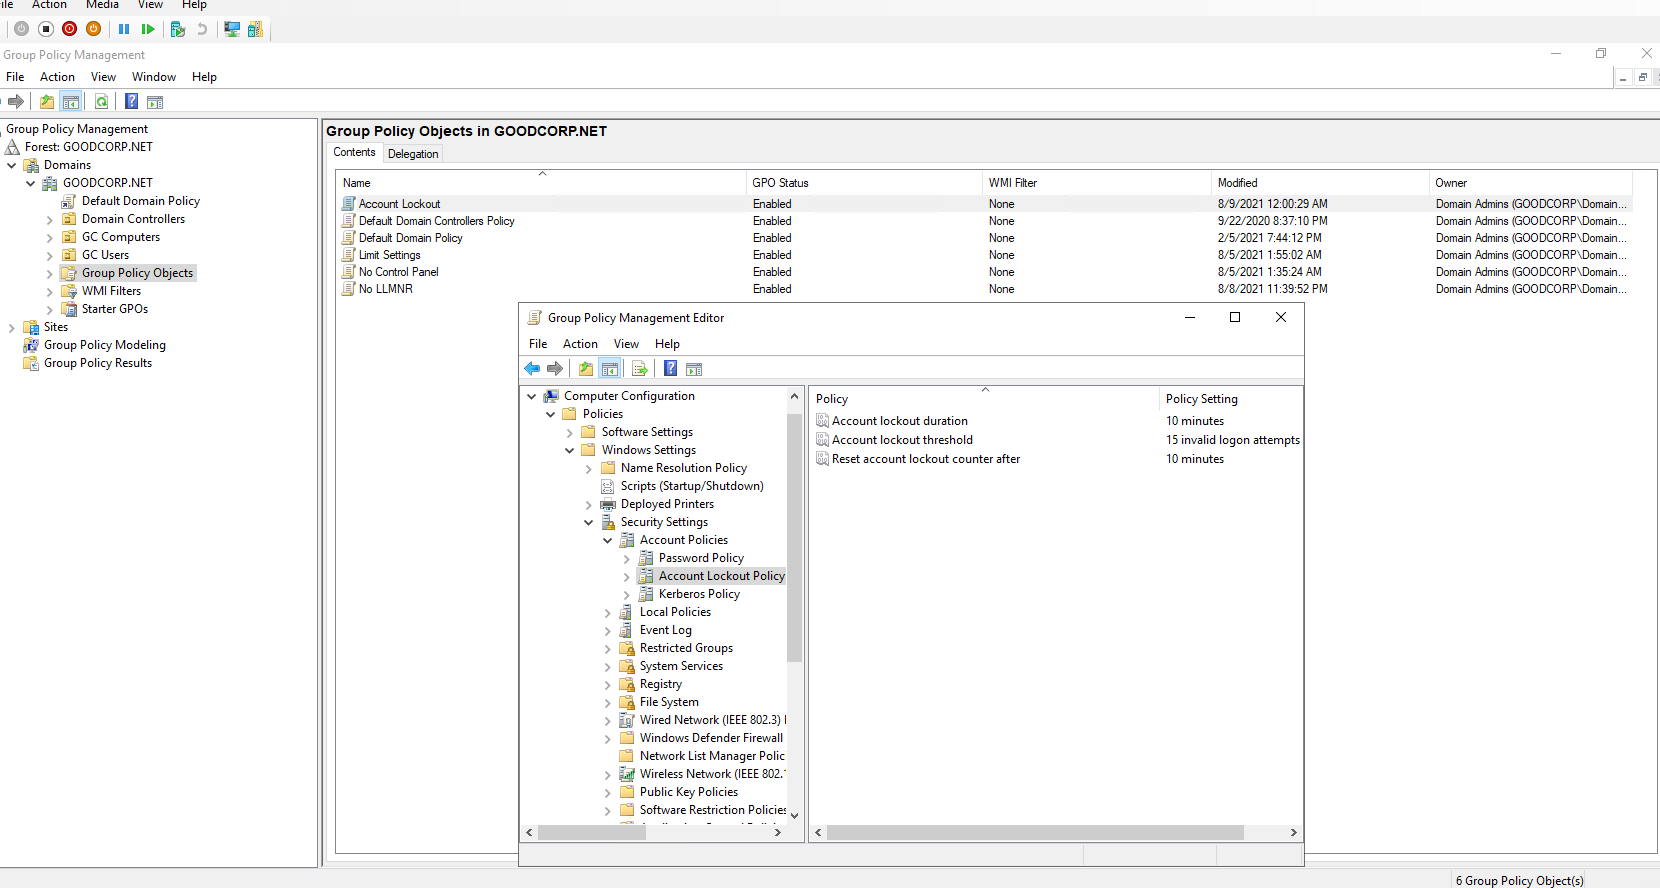 ile Action Media View Help
Group Policy Management
File Action View Window Help
Group Policy Management
Forest: GOODCORP.NET
Domains
GOODCORP.NET
Default Domain Policy
Domain Controllers
GC Computers
GC Users
Group Policy Objects
WMI Filters
Starter GPOs
Sites
Group Policy Modeling
Group Policy Results
Group Policy Objects in GOODCORP.NET
Contents Delegation
Name GPO Status WMI Filter Modified Owner
Account Lockout Enabled None 8/9/2021 12:00:29 AM Domain Admins (GOODCORP\Domain...
Default Domain Controllers Policy Enabled None 9/22/2020 8:37:10 PM Domain Admins (GOODCORP\Domain...
Default Domain Policy Enabled None 2/5/2021 7:44:12 PM Domain Admins (GOODCORP\Domain...
Limit Settings Enabled None 8/5/2021 1:55:02 AM Domain Admins (GOODCORP\Domain...
No Control Panel Enabled None 8/5/2021 1:35:24 AM Domain Admins (GOODCORP\Domain...
No LLMNR Enabled None 8/8/2021 11:39:52 PM Domain Admins (GOODCORP\Domain...
Group Policy Management Editor
File Action View Help
Computer Configuration
Policies
Software Settings
Windows Settings
Name Resolution Policy
Scripts (Startup/Shutdown)
Deployed Printers
Security Settings
Account Policies
Password Policy
Account Lockout Policy
Kerberos Policy
Local Policies
Event Log
Restricted Groups
System Services
Registry
File System
Wired Network (IEEE 802.3)
Windows Defender Firewall
Network List Manager Polic
Wireless Network (IEEE 802.1
Public Key Policies
Software Restriction Policies
Policy Policy Setting
Account lockout duration 10 minutes
Account lockout threshold 15 invalid logon attempts
Reset account lockout counter after 10 minutes
6 Group Policy Object(s)